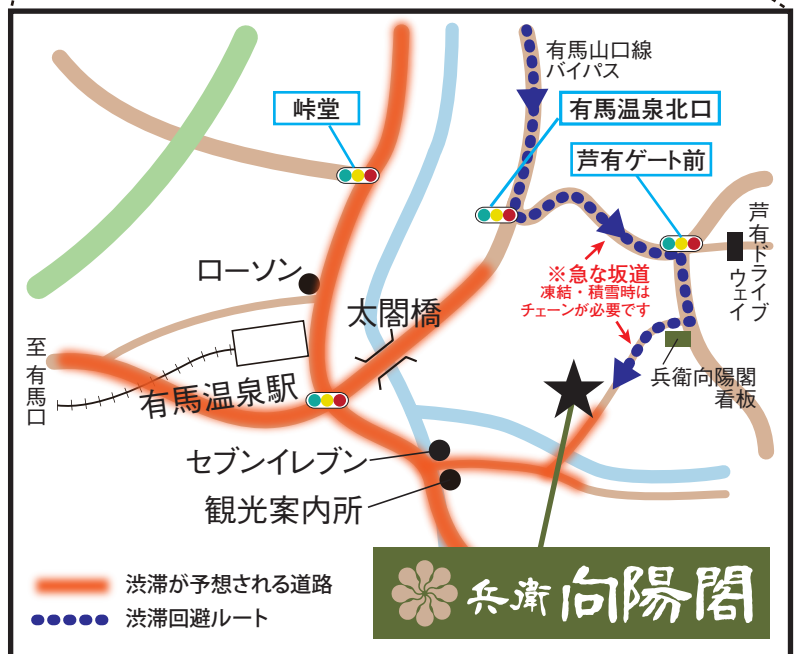 有馬山口線
バイパス
峠堂
有馬温泉北口
芦有ゲート前
芦有ドライブ
ウェイ
ローソン
※急な坂道
凍結・積雪時は
チェーンが必要です
太閤橋
至有馬口
有馬温泉駅
兵衛向陽閣
看板
セブンイレブン
観光案内所
渋滞が予想される道路
渋滞回避ルート
兵衛向陽閣